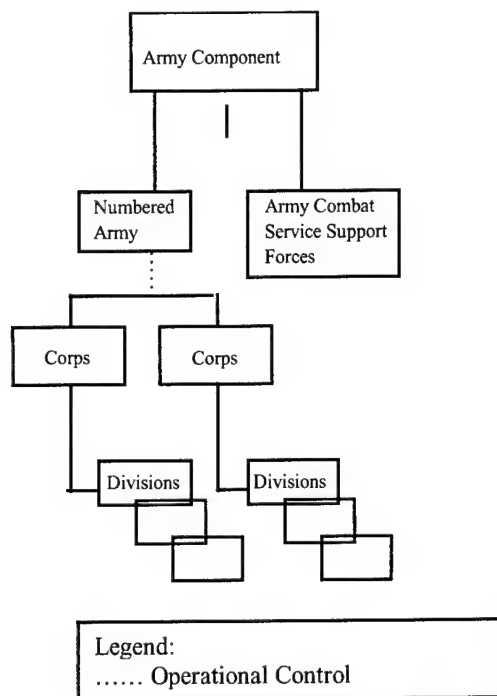 Army Component
Numbered
Army
Army Combat
Service Support
Forces
Corps
Corps
Divisions
Divisions
Legend:
...... Operational Control